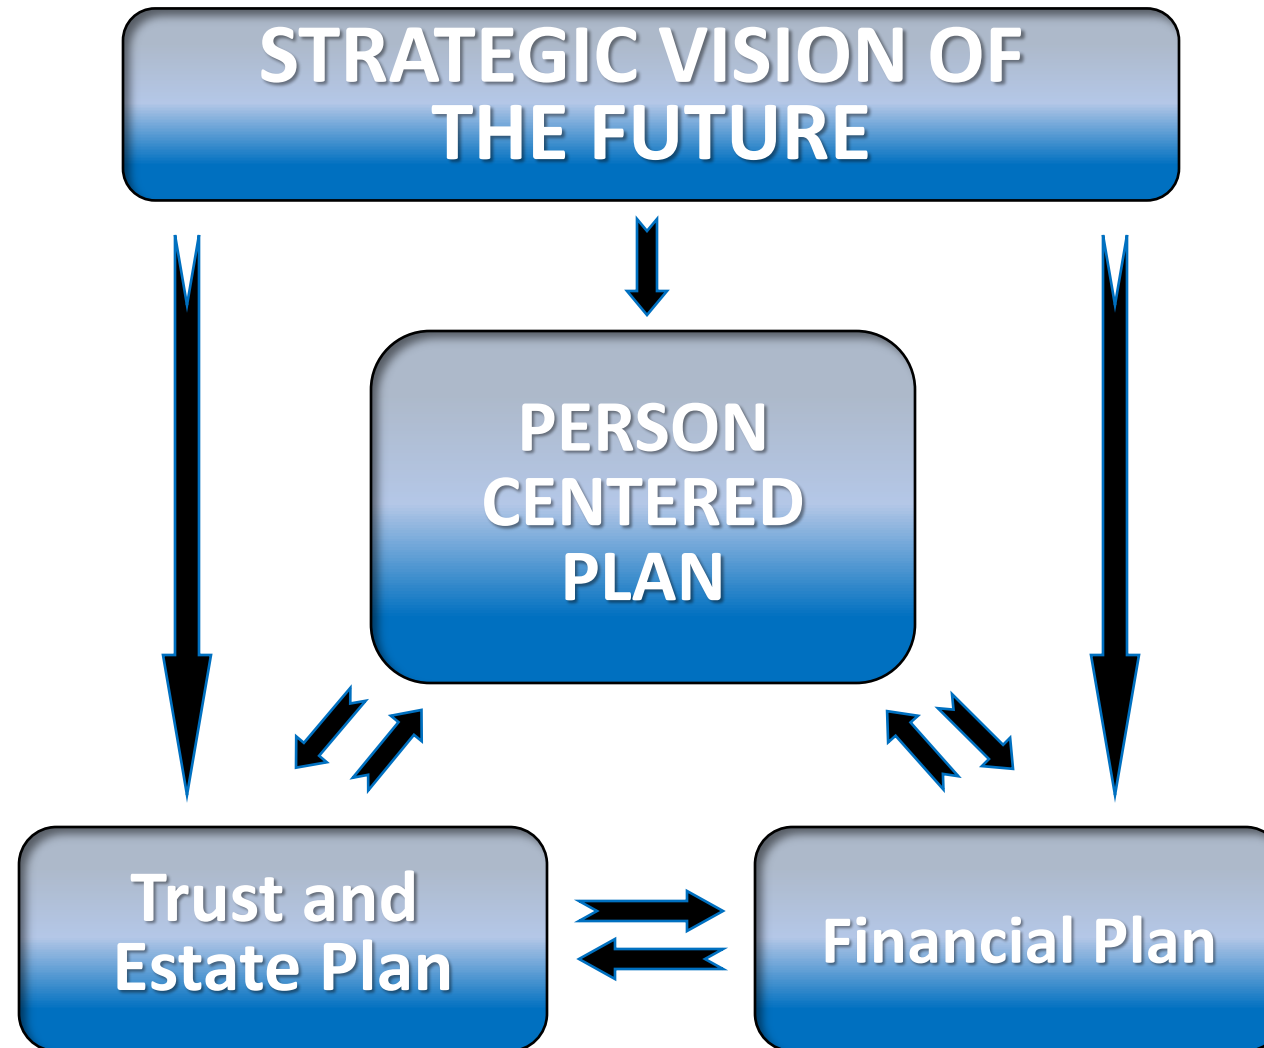 STRATEGIC VISION OF
THE FUTURE
PERSON
CENTERED
PLAN
Trust and
Estate Plan
Financial Plan